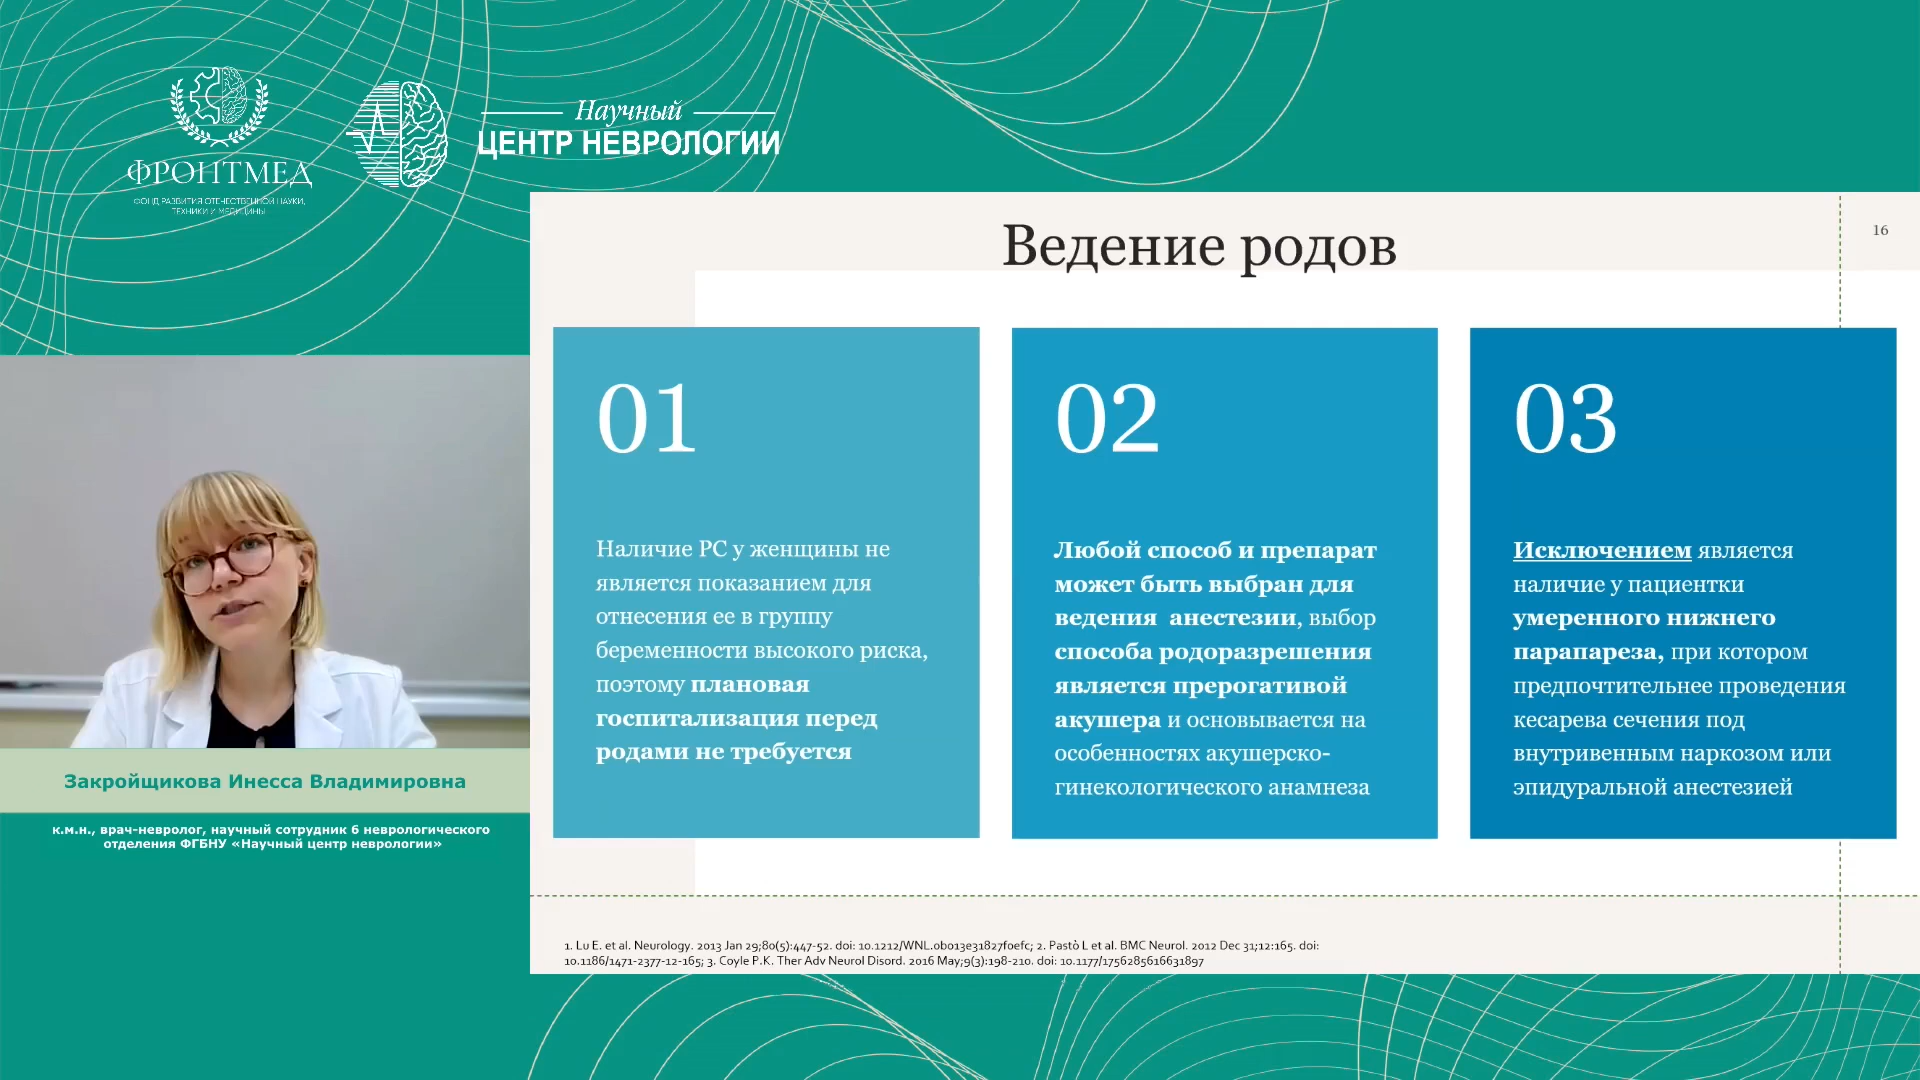 ФРОНТМЕД
ФОНД РАЗВИТИЯ ОТЕЧЕСТВЕННОЙ НАУКИ,
ТЕХНИКИ И МЕДИЦИНЫ
Научный
ЦЕНТР НЕВРОЛОГИИ
Ведение родов
16
01
Наличие РС у женщины не
является показанием для
отнесения ее в группу
беременности высокого риска,
поэтому плановая
госпитализация перед
родами не требуется
02
Любой способ и препарат
может быть выбран для
ведения анестезии, выбор
способа родоразрешения
является прерогативой
акушера и основывается на
особенностях акушерско-
гинекологического анамнеза
03
Исключением является
наличие у пациентки
умеренного нижнего
парапареза, при котором
предпочтительнее проведения
кесарева сечения под
внутривенным наркозом или
эпидуральной анестезией
Закройщикова Инесса Владимировна
к.м.н., врач-невролог, научный сотрудник 6 неврологического
отделения ФГБНУ «Научный центр неврологии»
1. Lu E. et al. Neurology. 2013 Jan 29;80(5):447-52. doi: 10.1212/WNL.0b013e31827f0efc; 2. Pastò L et al. BMC Neurol. 2012 Dec 31;12:165. doi:
10.1186/1471-2377-12-165; 3. Coyle P.K. Ther Adv Neurol Disord. 2016 May;9(3):198-210. doi: 10.1177/1756285616631897